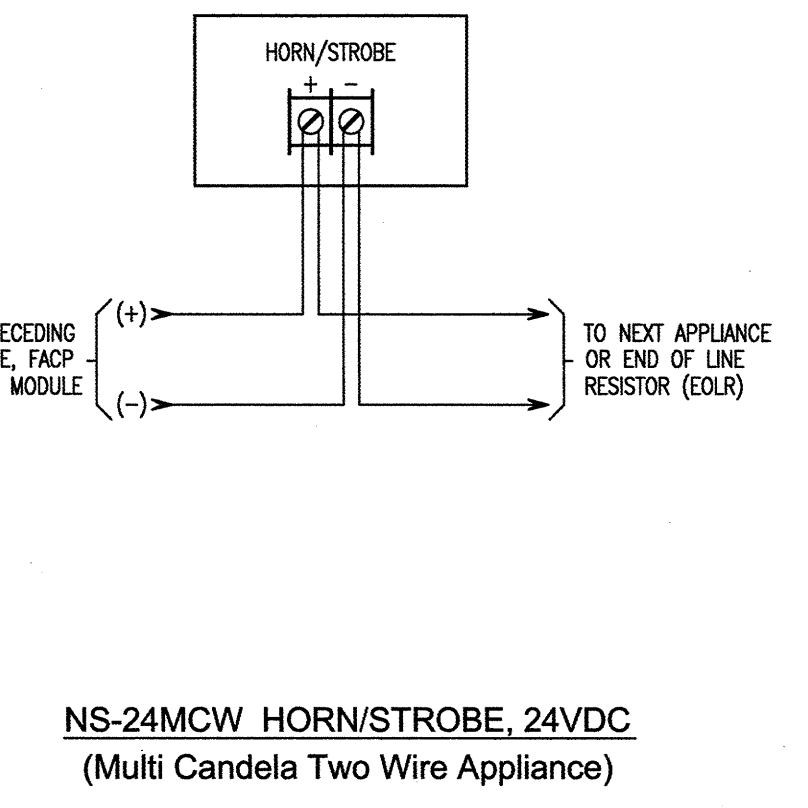 HORN/STROBE
+ −
(+)
ECEDING
E, FACP
MODULE
(−)
TO NEXT APPLIANCE
OR END OF LINE
RESISTOR (EOLR)
NS-24MCW HORN/STROBE, 24VDC
(Multi Candela Two Wire Appliance)